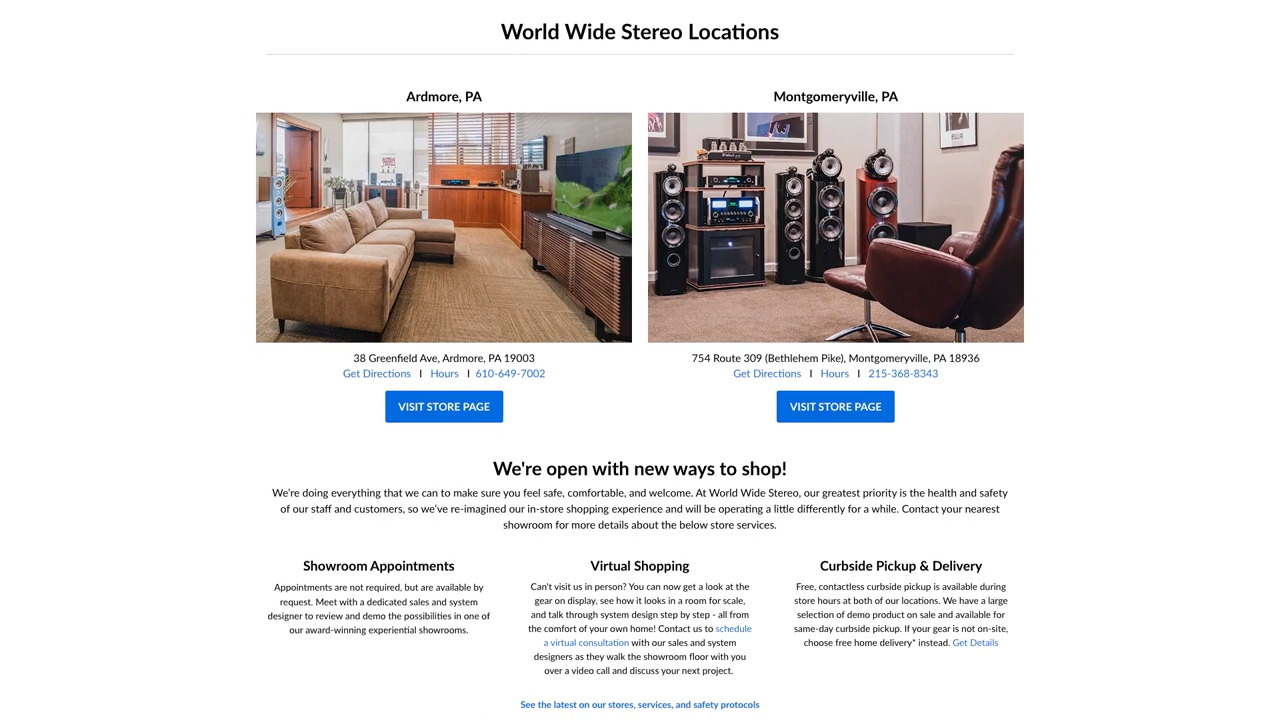 World Wide Stereo Locations
Ardmore, PA
Montgomeryville, PA
38 Greenfield Ave, Ardmore, PA 19003
Get Directions I Hours I 610-649-7002
VISIT STORE PAGE
754 Route 309 (Bethlehem Pike), Montgomeryville, PA 18936
Get Directions I Hours I 215-368-8343
VISIT STORE PAGE
We're open with new ways to shop!
We're doing everything that we can to make sure you feel safe, comfortable, and welcome. At World Wide Stereo, our greatest priority is the health and safety
of our staff and customers, so we've re-imagined our in-store shopping experience and will be operating a little differently for a while. Contact your nearest
showroom for more details about the below store services.
Showroom Appointments
Appointments are not required, but are available by
request. Meet with a dedicated sales and system
designer to review and demo the possibilities in one of
our award-winning experiential showrooms.
Virtual Shopping
Can't visit us in person? You can now get a look at the
gear on display, see how it looks in a room for scale,
and talk through system design step by step - all from
the comfort of your own home! Contact us to schedule
a virtual consultation with our sales and system
designers as they walk the showroom floor with you
over a video call and discuss your next project.
Curbside Pickup & Delivery
Free, contactless curbside pickup is available during
store hours at both of our locations. We have a large
selection of demo product on sale and available for
same-day curbside pickup. If your gear is not on-site,
choose free home delivery* instead. Get Details
See the latest on our stores, services, and safety protocols